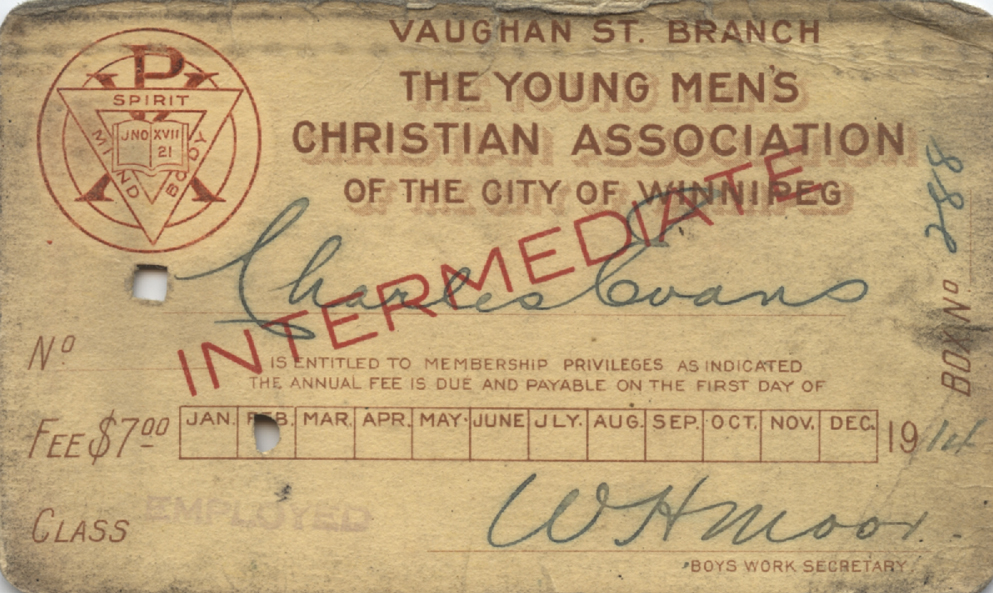 VAUGHAN ST. BRANCH
THE YOUNG MEN'S
CHRISTIAN ASSOCIATION
OF THE CITY OF WINNIPEG
SPIRIT
MIND
BODY
JNO XVII
21
INTERMEDIATE
Charles Evans
BOX No 288
No
IS ENTITLED TO MEMBERSHIP PRIVILEGES AS INDICATED
THE ANNUAL FEE IS DUE AND PAYABLE ON THE FIRST DAY OF
FEE $7.00 JAN. FEB. MAR. APR. MAY. JUNE JLY. AUG. SEP. OCT. NOV. DEC. 1914
CLASS EMPLOYED
W H Moor.
BOYS WORK SECRETARY